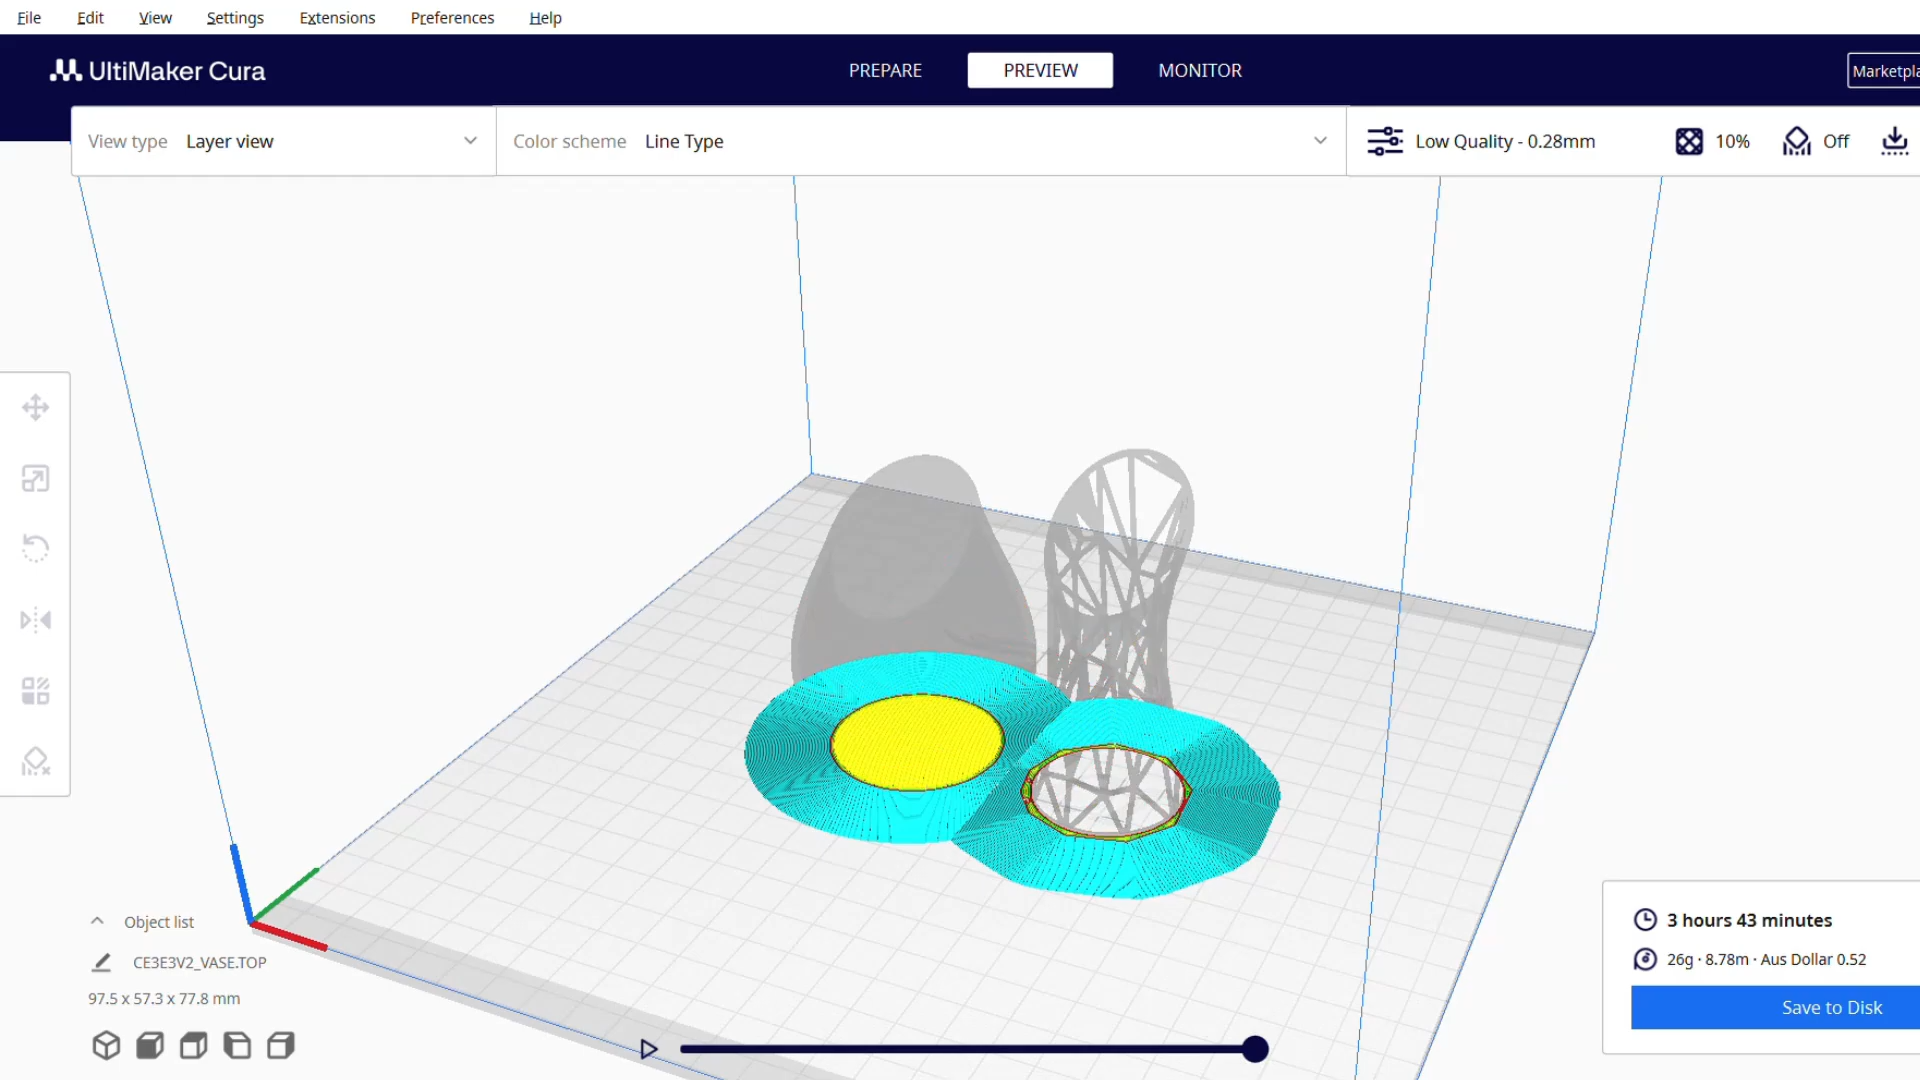 File Edit View Settings Extensions Preferences Help
UltiMaker Cura
PREPARE PREVIEW MONITOR
Marketpla
View type Layer view
Color scheme Line Type
Low Quality - 0.28mm 10% Off
Object list
CE3E3V2_VASE.TOP
97.5 x 57.3 x 77.8 mm
3 hours 43 minutes
26g · 8.78m · Aus Dollar 0.52
Save to Disk